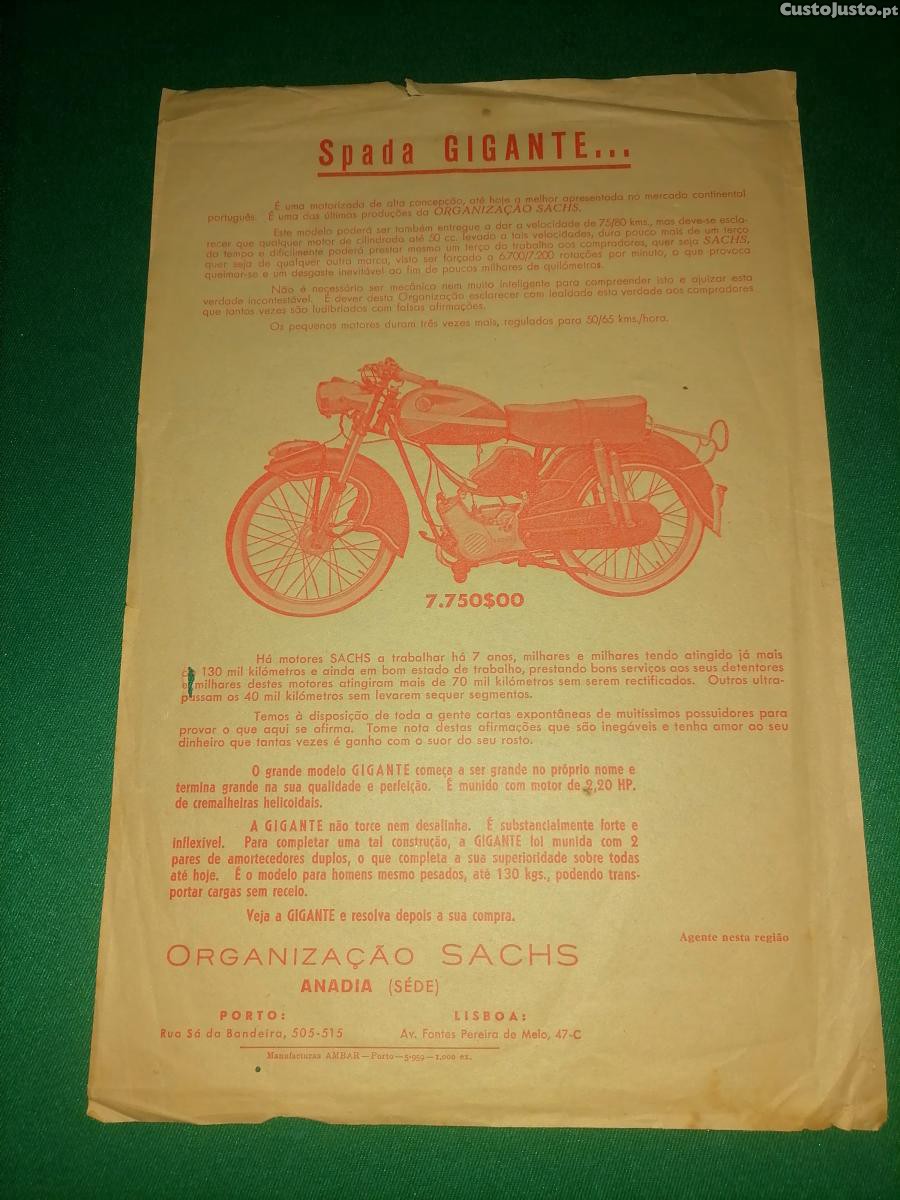 CustoJusto.pt
Spada GIGANTE...
É uma motorizada de alta concepção, até hoje a melhor apresentada no mercado continental
português. É uma das últimas produções da ORGANIZAÇÃO SACHS.
Este modelo poderá ser também entregue a dar a velocidade de 75/80 kms., mas deve-se escla-
recer que qualquer motor de cilindrada até 50 cc. levado a tais velocidades, dura pouco mais de um terço
do tempo e dificilmente poderá prestar mesmo um terço do trabalho aos compradores, quer seja SACHS,
quer seja de qualquer outra marca, visto ser forçado a 6.700/7.200 rotações por minuto, o que provoca
queimar-se e um desgaste inevitável ao fim de poucos milhares de quilómetros.
Não é necessário ser mecânico nem muito inteligente para compreender isto e ajuizar esta
verdade incontestável. É dever desta Organização esclarecer com lealdade esta verdade aos compradores
que tantas vezes são ludibriados com falsas afirmações.
Os pequenos motores duram três vezes mais, regulados para 50/65 kms./hora.
7.750$00
Há motores SACHS a trabalhar há 7 anos, milhares e milhares tendo atingido já mais
130 mil kilómetros e ainda em bom estado de trabalho, prestando bons serviços aos seus detentores
e milhares destes motores atingiram mais de 70 mil kilómetros sem serem rectificados. Outros ultra-
passam os 40 mil kilómetros sem levarem sequer segmentos.
Temos à disposição de toda a gente cartas expontâneas de muitíssimos possuidores para
provar o que aqui se afirma. Tome nota destas afirmações que são inegáveis e tenha amor ao seu
dinheiro que tantas vezes é ganho com o suor do seu rosto.
O grande modelo GIGANTE começa a ser grande no próprio nome e
termina grande na sua qualidade e perfeição. É munido com motor de 2,20 HP.
de cremalheiras helicoidais.
A GIGANTE não torce nem desalinha. É substancialmente forte e
inflexível. Para completar uma tal construção, a GIGANTE foi munida com 2
pares de amortecedores duplos, o que completa a sua superioridade sobre todas
até hoje. É o modelo para homens mesmo pesados, até 130 kgs., podendo trans-
portar cargas sem receio.
Veja a GIGANTE e resolva depois a sua compra.
Agente nesta região
ORGANIZAÇÃO SACHS
ANADIA (SÉDE)
PORTO: LISBOA:
Rua Sá da Bandeira, 505-515 Av. Fontes Pereira de Melo, 47-C
Manufacturas AMBAR—Porto—5-959—1.000 ex.